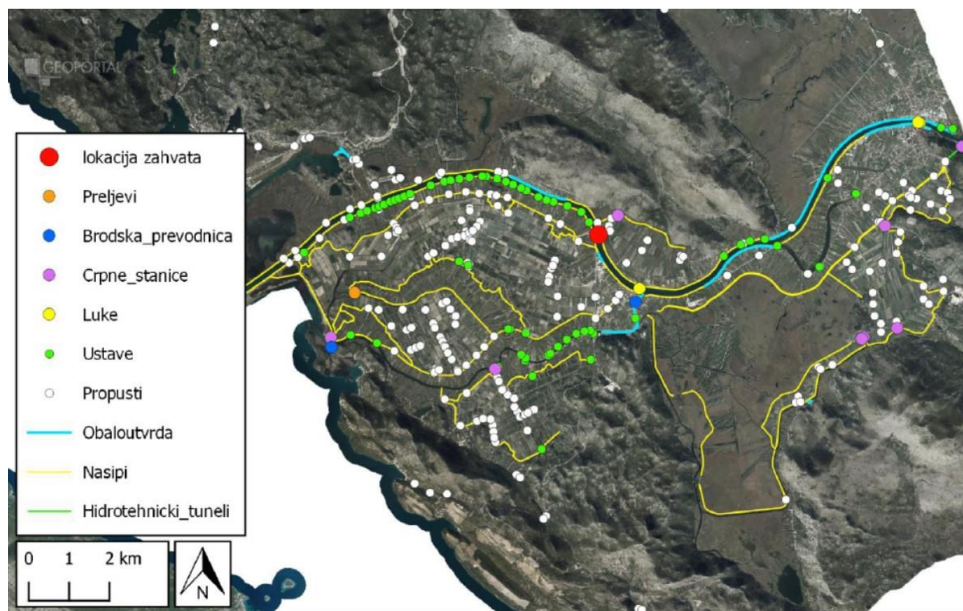 GEOPORTAL
lokacija zahvata
Preljevi
Brodska_prevodnica
Crpne_stanice
Luke
Ustave
Propusti
Obaloutvrda
Nasipi
Hidrotehnicki_tuneli
0 1 2 km
N